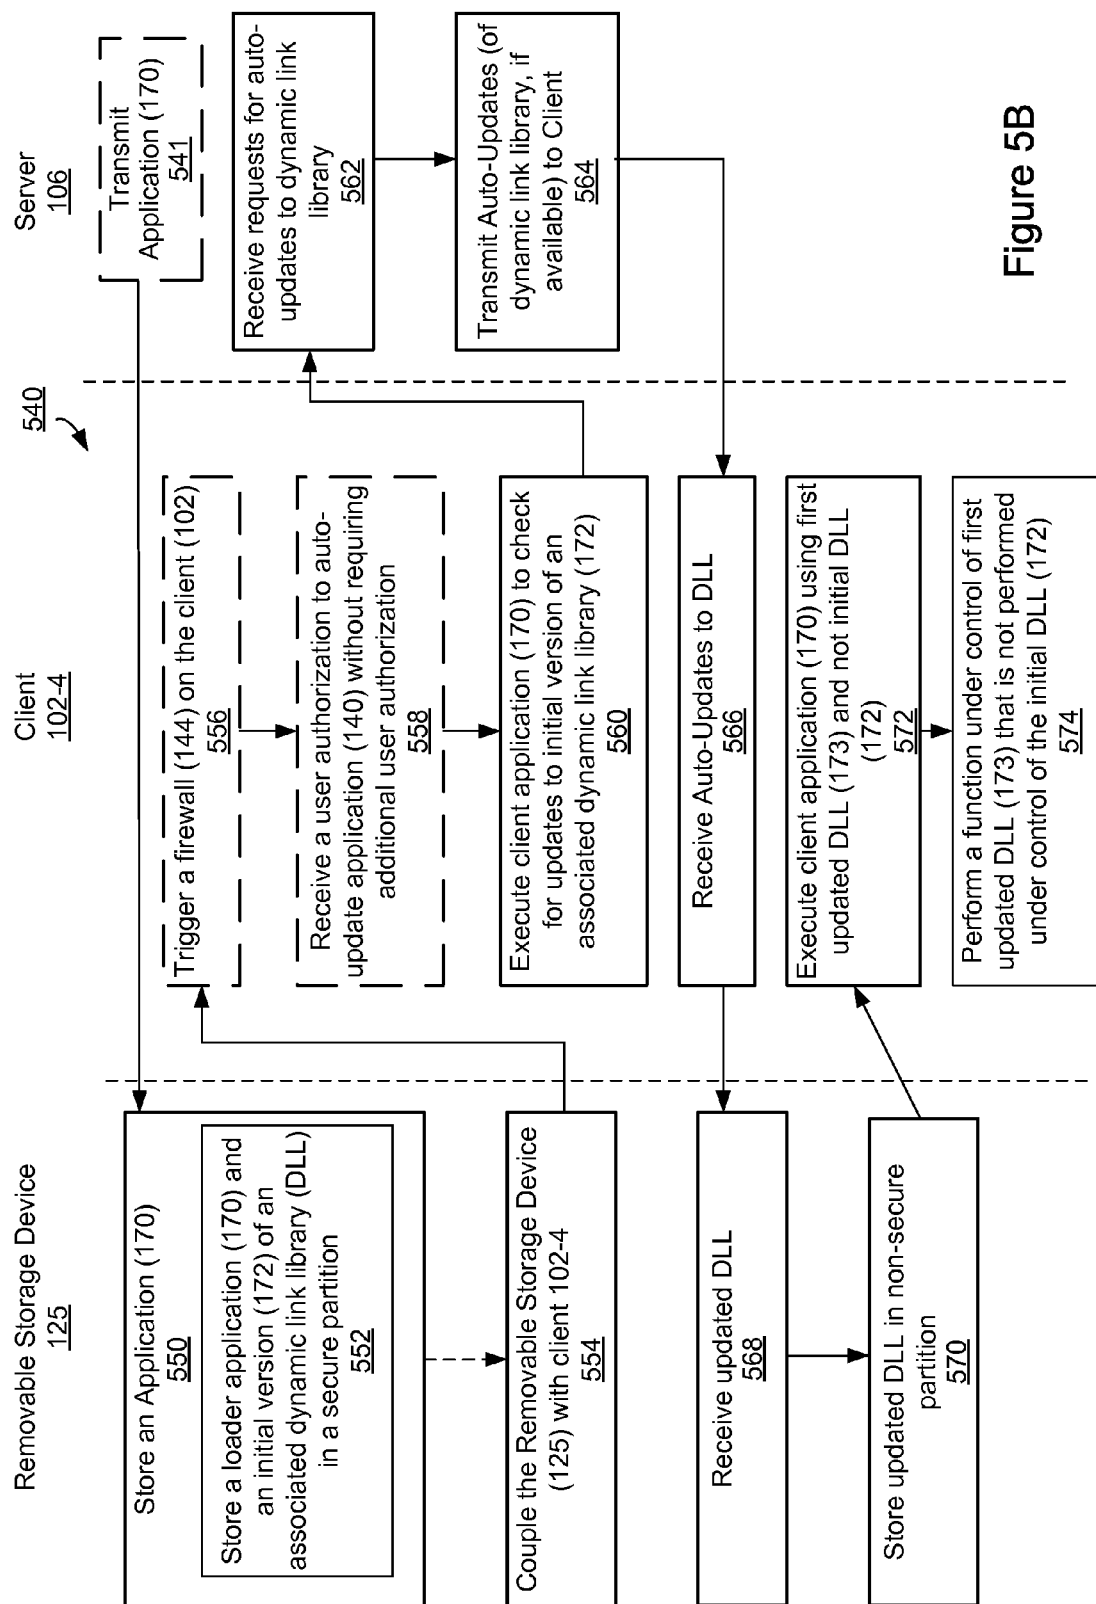 Removable Storage Device
125
Client
102-4
Server
106
540
Store an Application (170)
550
Store a loader application (170) and
an initial version (172) of an
associated dynamic link library (DLL)
in a secure partition
552
Couple the Removable Storage Device
(125) with client 102-4
554
Receive updated DLL
568
Store updated DLL in non-secure
partition
570
Trigger a firewall (144) on the client (102)
556
Receive a user authorization to auto-
update application (140) without requiring
additional user authorization
558
Execute client application (170) to check
for updates to initial version of an
associated dynamic link library (172)
560
Receive Auto-Updates to DLL
566
Execute client application (170) using first
updated DLL (173) and not initial DLL
(172)
572
Perform a function under control of first
updated DLL (173) that is not performed
under control of the initial DLL (172)
574
Transmit
Application (170)
541
Receive requests for auto-
updates to dynamic link
library
562
Transmit Auto-Updates (of
dynamic link library, if
available) to Client
564
Figure 5B